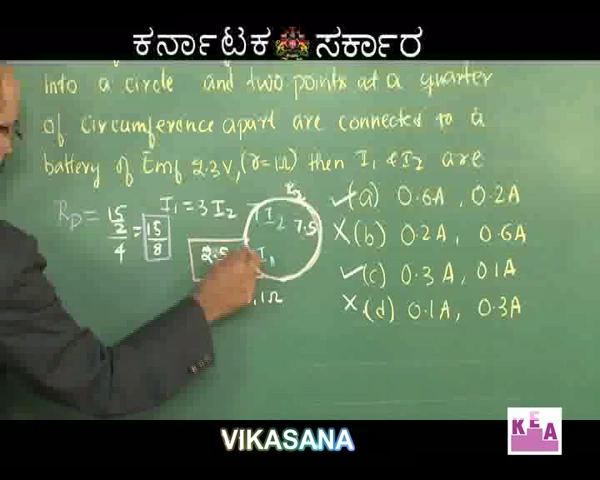 ಕರ್ನಾಟಕ ಸರ್ಕಾರ
into a circle and two points at a quarter
of circumference apart are connected to a
battery of Emf 2.3V, (r=1Ω) then I₁ & I₂ are
Rp = 15/2 / 4 = 15/8
I₁ = 3 I₂
I₂ 7.5
2.5 I₁
1Ω
(a) 0.6A, 0.2A
X (b) 0.2A, 0.6A
✓ (c) 0.3A, 0.1A
X (d) 0.1A, 0.3A
VIKASANA
KEA